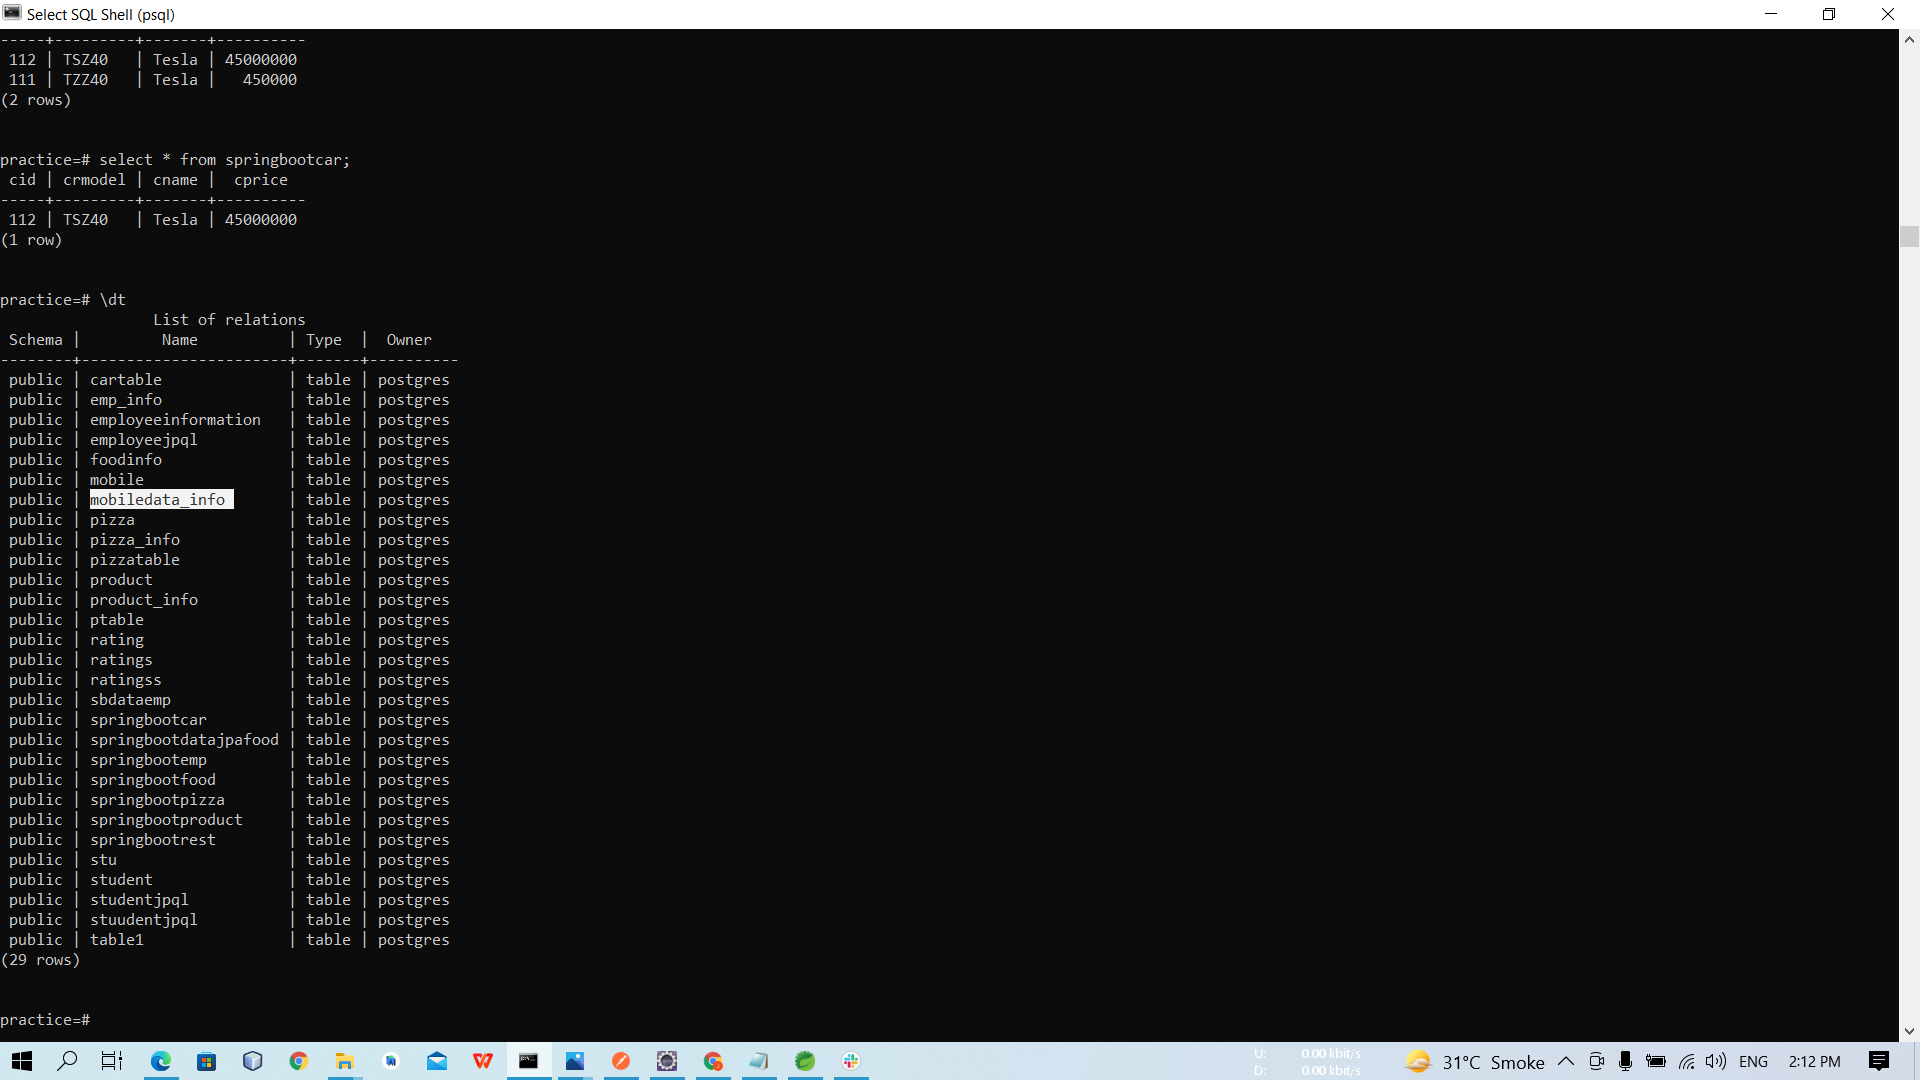 Select SQL Shell (psql)
-----+---------+-------+----------
 112 | TSZ40   | Tesla | 45000000
 111 | TZZ40   | Tesla |   450000
(2 rows)
practice=# select * from springbootcar;
 cid | crmodel | cname |  cprice
-----+---------+-------+----------
 112 | TSZ40   | Tesla | 45000000
(1 row)
practice=# \dt
                 List of relations
 Schema |         Name          | Type  |  Owner
--------+-----------------------+-------+----------
 public | cartable              | table | postgres
 public | emp_info              | table | postgres
 public | employeeinformation   | table | postgres
 public | employeejpql          | table | postgres
 public | foodinfo              | table | postgres
 public | mobile                | table | postgres
 public | mobiledata_info       | table | postgres
 public | pizza                 | table | postgres
 public | pizza_info            | table | postgres
 public | pizzatable            | table | postgres
 public | product               | table | postgres
 public | product_info          | table | postgres
 public | ptable                | table | postgres
 public | rating                | table | postgres
 public | ratings               | table | postgres
 public | ratingss              | table | postgres
 public | sbdataemp             | table | postgres
 public | springbootcar         | table | postgres
 public | springbootdatajpafood | table | postgres
 public | springbootemp         | table | postgres
 public | springbootfood        | table | postgres
 public | springbootpizza       | table | postgres
 public | springbootproduct     | table | postgres
 public | springbootrest        | table | postgres
 public | stu                   | table | postgres
 public | student               | table | postgres
 public | studentjpql           | table | postgres
 public | stuudentjpql          | table | postgres
 public | table1                | table | postgres
(29 rows)
practice=#
U: 0.00 kbit/s
D: 0.00 kbit/s
31°C Smoke ENG 2:12 PM